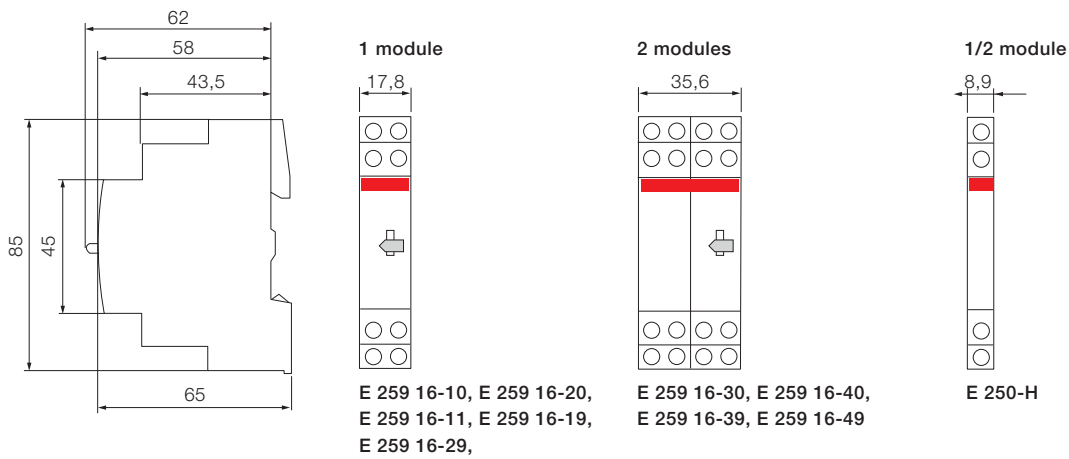 62
58
43,5
85
45
65
1 module
17,8
E 259 16-10, E 259 16-20,
E 259 16-11, E 259 16-19,
E 259 16-29,
2 modules
35,6
E 259 16-30, E 259 16-40,
E 259 16-39, E 259 16-49
1/2 module
8,9
E 250-H